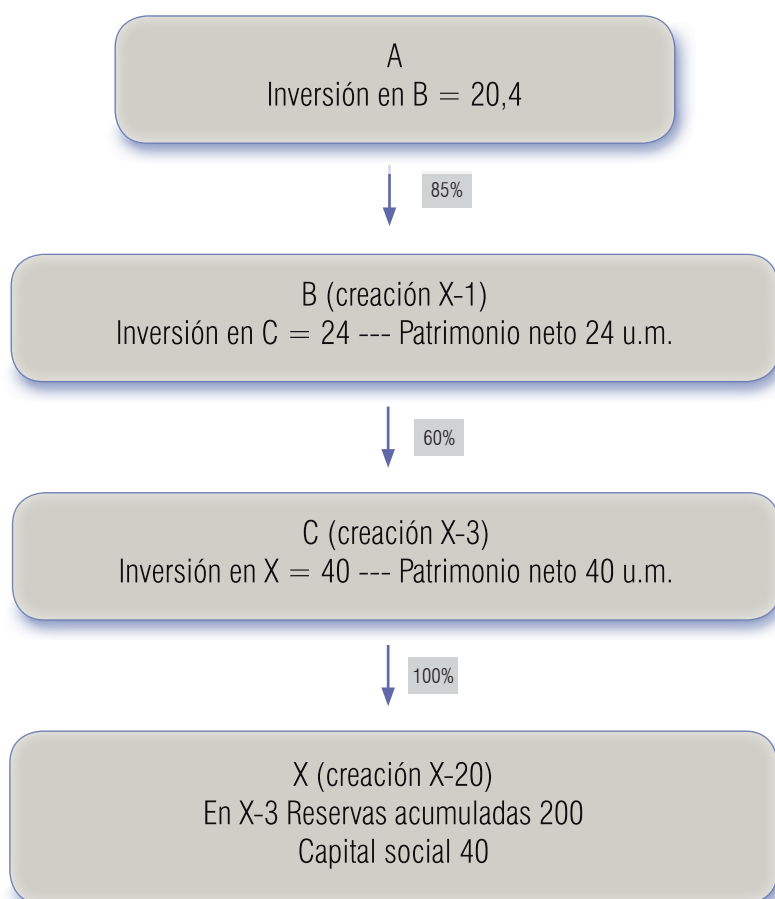 A
Inversión en B = 20,4
85%
B (creación X-1)
Inversión en C = 24 --- Patrimonio neto 24 u.m.
60%
C (creación X-3)
Inversión en X = 40 --- Patrimonio neto 40 u.m.
100%
X (creación X-20)
En X-3 Reservas acumuladas 200
Capital social 40